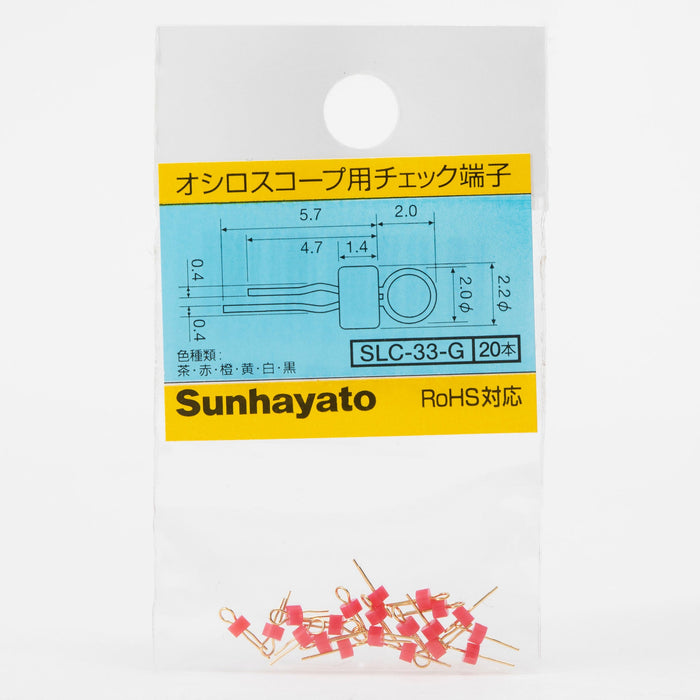 オシロスコープ用チェック端子
5.7
2.0
4.7
1.4
0.4
0.4
2.0φ
2.2φ
SLC-33-G 20本
色種類:
茶・赤・橙・黄・白・黒
Sunhayato RoHS対応